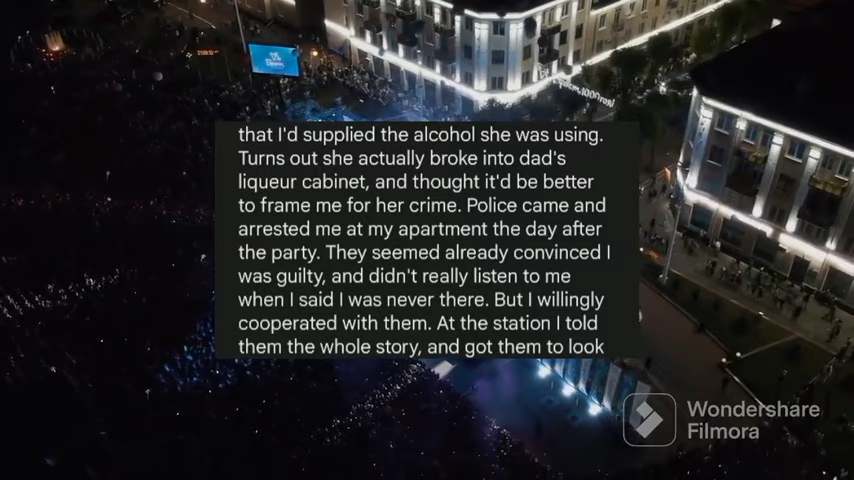 that I'd supplied the alcohol she was using.
Turns out she actually broke into dad's
liqueur cabinet, and thought it'd be better
to frame me for her crime. Police came and
arrested me at my apartment the day after
the party. They seemed already convinced I
was guilty, and didn't really listen to me
when I said I was never there. But I willingly
cooperated with them. At the station I told
them the whole story, and got them to look
Wondershare
Filmora